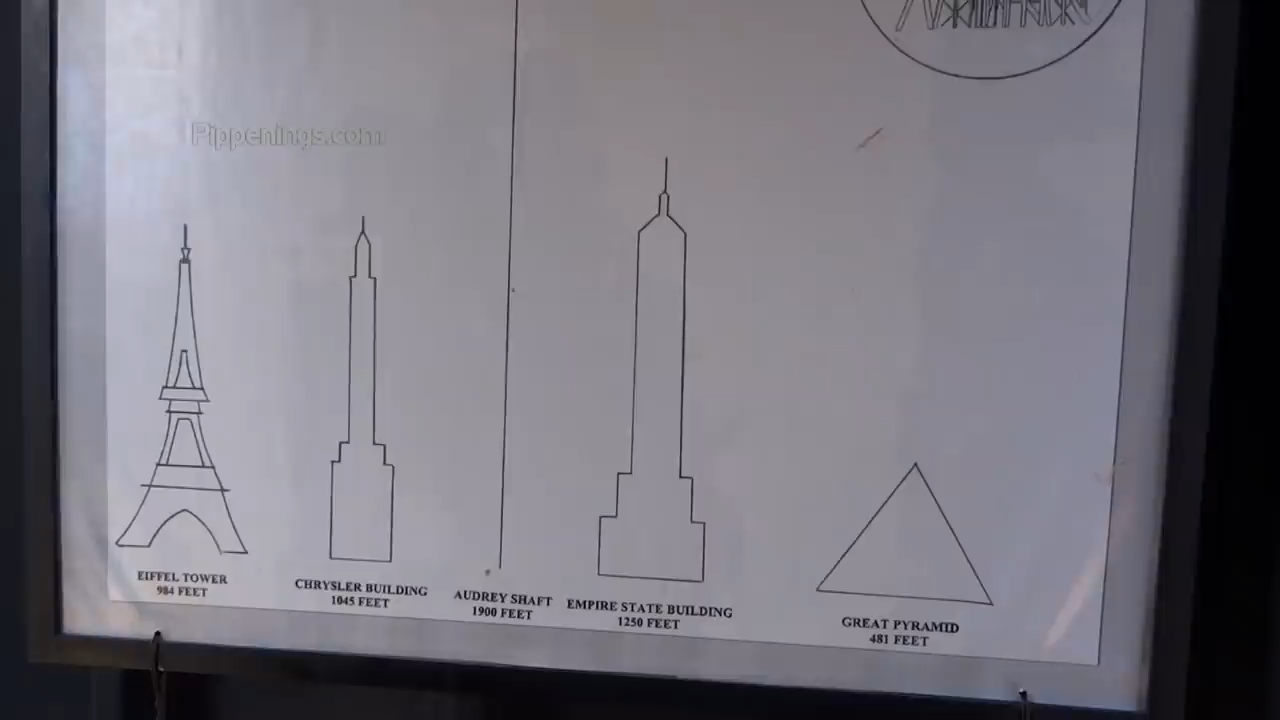 Pippenings.com
EIFFEL TOWER
984 FEET
CHRYSLER BUILDING
1045 FEET
AUDREY SHAFT
1900 FEET
EMPIRE STATE BUILDING
1250 FEET
GREAT PYRAMID
481 FEET